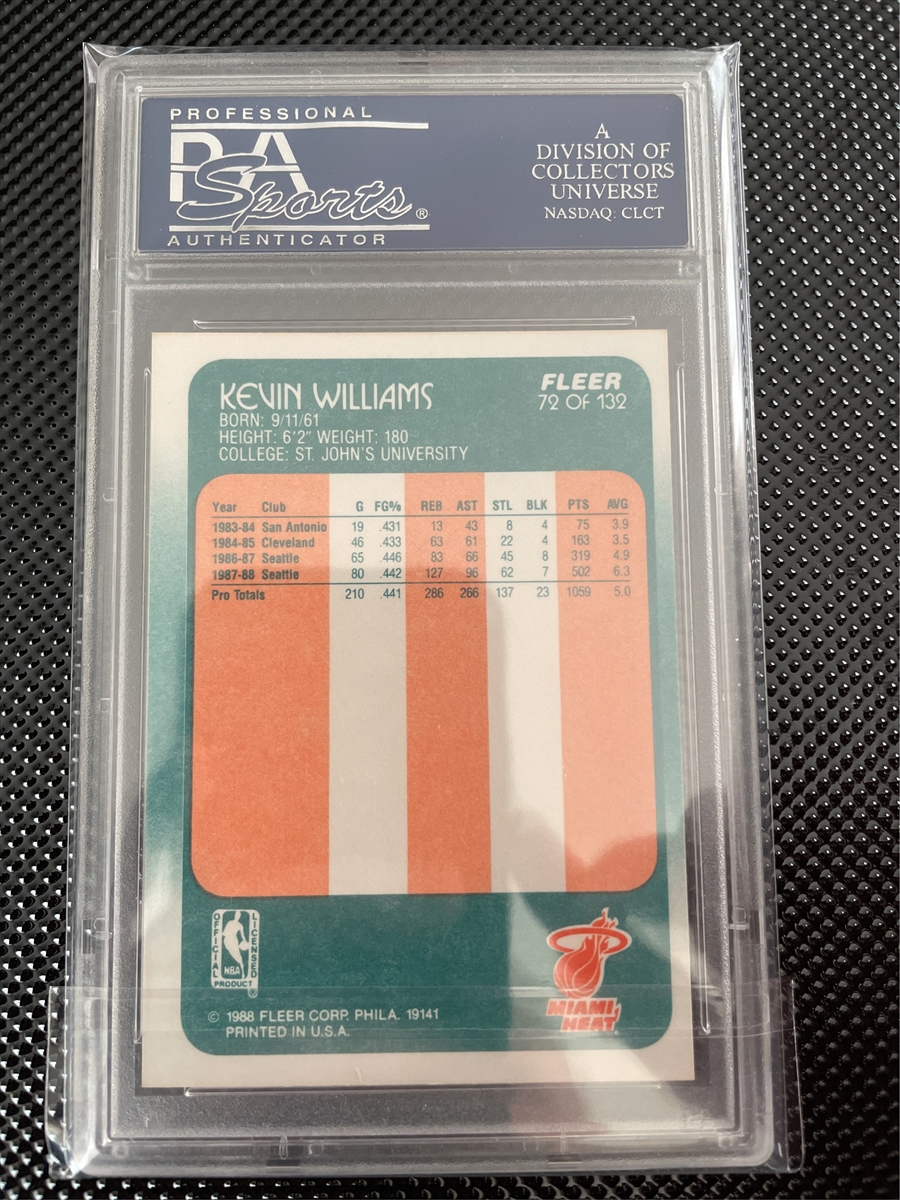 PROFESSIONAL
PSA
Sports®
AUTHENTICATOR
A
DIVISION OF
COLLECTORS
UNIVERSE
NASDAQ: CLCT
KEVIN WILLIAMS
BORN: 9/11/61
HEIGHT: 6'2" WEIGHT: 180
COLLEGE: ST. JOHN'S UNIVERSITY
FLEER
72 OF 132
Year Club G FG% REB AST STL BLK PTS AVG
1983-84 San Antonio 19 .431 13 43 8 4 75 3.9
1984-85 Cleveland 46 .433 63 61 22 4 163 3.5
1986-87 Seattle 65 .446 83 66 45 8 319 4.9
1987-88 Seattle 80 .442 127 96 62 7 502 6.3
Pro Totals 210 .441 286 266 137 23 1059 5.0
OFFICIAL
LICENSED
NBA
PRODUCT ®
MIAMI
HEAT
© 1988 FLEER CORP. PHILA. 19141
PRINTED IN U.S.A.